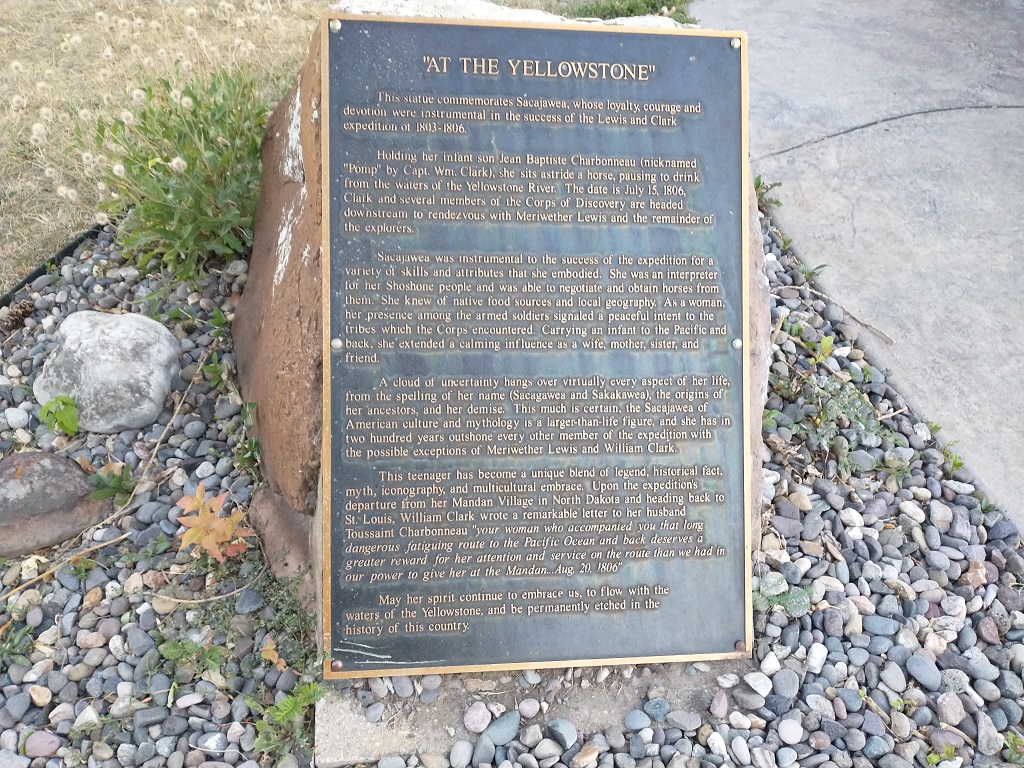 "AT THE YELLOWSTONE"
This statue commemorates Sacajawea, whose loyalty, courage and
devotion were instrumental in the success of the Lewis and Clark
expedition of 1803-1806.
Holding her infant son Jean Baptiste Charbonneau (nicknamed
"Pomp" by Capt. Wm. Clark), she sits astride a horse, pausing to drink
from the waters of the Yellowstone River. The date is July 15, 1806,
Clark and several members of the Corps of Discovery are headed
downstream to rendezvous with Meriwether Lewis and the remainder of
the explorers.
Sacajawea was instrumental to the success of the expedition for a
variety of skills and attributes that she embodied. She was an interpreter
for her Shoshone people and was able to negotiate and obtain horses from
them. She knew of native food sources and local geography. As a woman,
her presence among the armed soldiers signaled a peaceful intent to the
tribes which the Corps encountered. Carrying an infant to the Pacific and
back, she extended a calming influence as a wife, mother, sister, and
friend.
A cloud of uncertainty hangs over virtually every aspect of her life,
from the spelling of her name (Sacagawea and Sakakawea), the origins of
her ancestors, and her demise. This much is certain, the Sacajawea of
American culture and mythology is a larger-than-life figure, and she has in
two hundred years outshone every other member of the expedition with
the possible exceptions of Meriwether Lewis and William Clark.
This teenager has become a unique blend of legend, historical fact,
myth, iconography, and multicultural embrace. Upon the expedition's
departure from her Mandan Village in North Dakota and heading back to
St. Louis, William Clark wrote a remarkable letter to her husband
Toussaint Charbonneau "your woman who accompanied you that long
dangerous fatiguing route to the Pacific Ocean and back deserves a
greater reward for her attention and service on the route than we had in
our power to give her at the Mandan...Aug. 20, 1806"
May her spirit continue to embrace us, to flow with the
waters of the Yellowstone, and be permanently etched in the
history of this country.